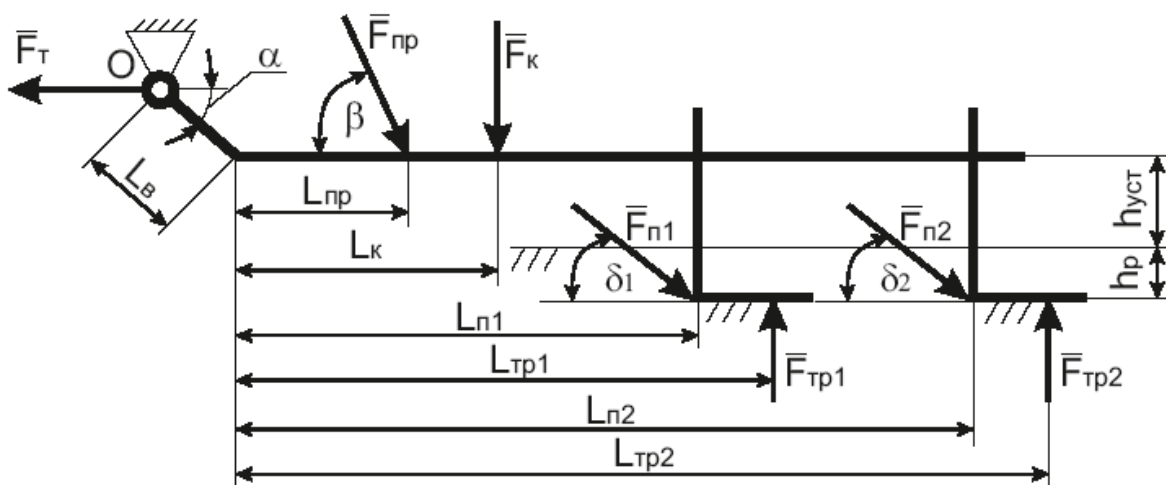 F̅т
O
α
F̅пр
F̅к
β
Lв
Lпр
Lк
F̅п1
F̅п2
δ1
δ2
hуст
hр
Lп1
Lтр1
F̅тр1
F̅тр2
Lп2
Lтр2